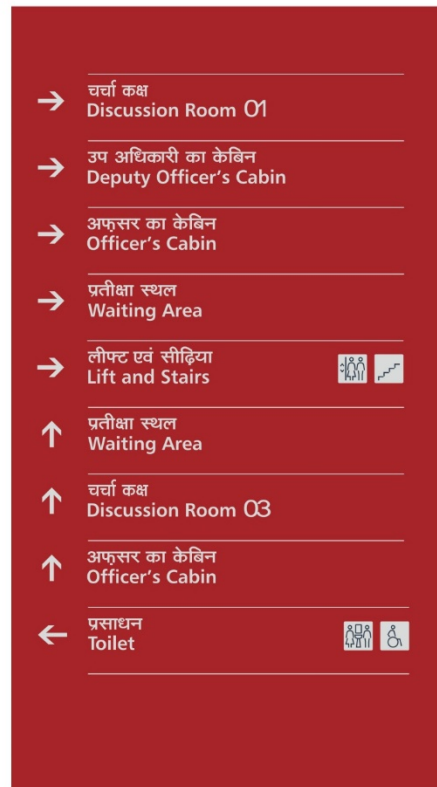 चर्चा कक्ष
Discussion Room 01
उप अधिकारी का केबिन
Deputy Officer's Cabin
अफ़सर का केबिन
Officer's Cabin
प्रतीक्षा स्थल
Waiting Area
लीफ्ट एवं सीढ़िया
Lift and Stairs
प्रतीक्षा स्थल
Waiting Area
चर्चा कक्ष
Discussion Room 03
अफ़सर का केबिन
Officer's Cabin
प्रसाधन
Toilet